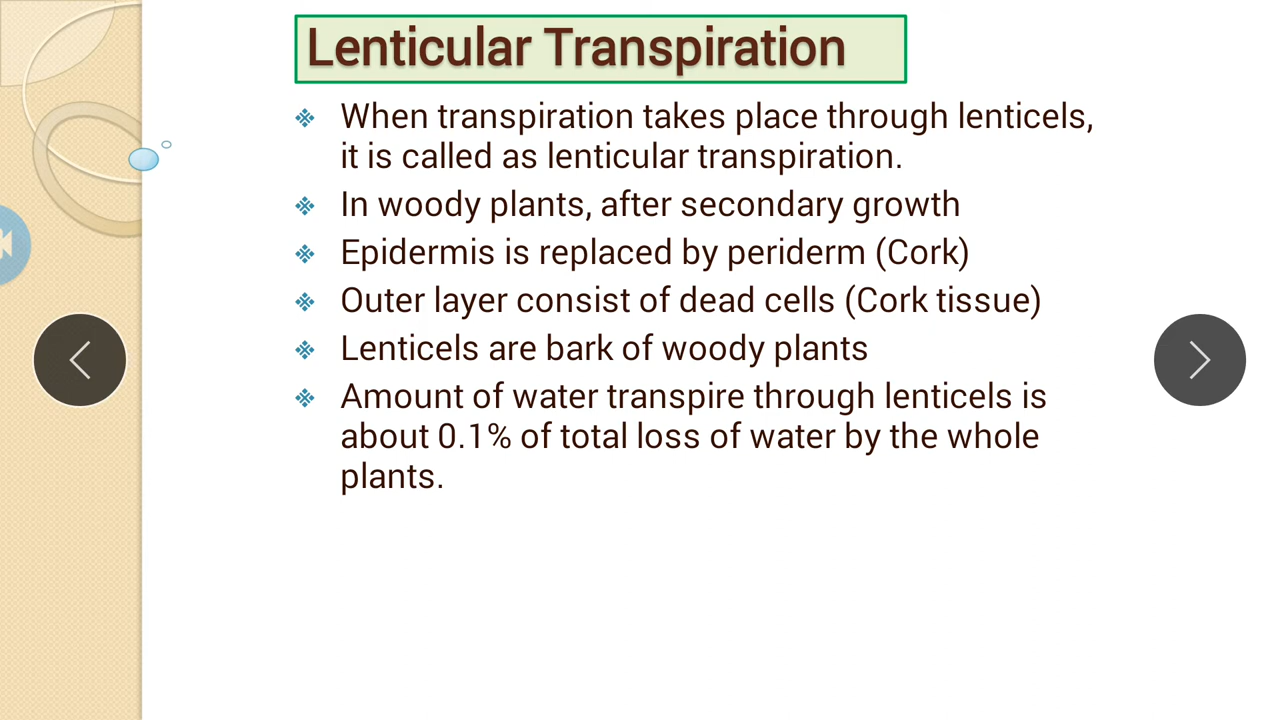 Lenticular Transpiration
When transpiration takes place through lenticels,
it is called as lenticular transpiration.
In woody plants, after secondary growth
Epidermis is replaced by periderm (Cork)
Outer layer consist of dead cells (Cork tissue)
Lenticels are bark of woody plants
Amount of water transpire through lenticels is
about 0.1% of total loss of water by the whole
plants.